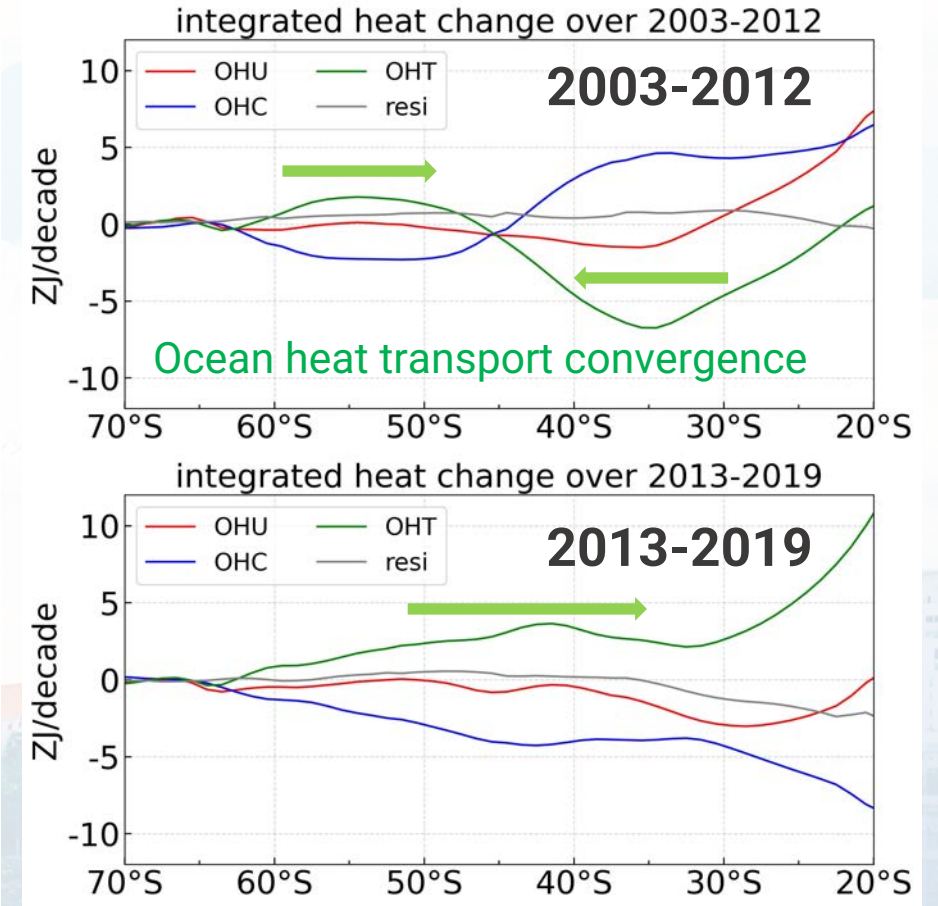 integrated heat change over 2003-2012
10
5
0
-5
-10
ZJ/decade
OHU
OHC
OHT
resi
2003-2012
Ocean heat transport convergence
70°S 60°S 50°S 40°S 30°S 20°S
integrated heat change over 2013-2019
10
5
0
-5
-10
ZJ/decade
OHU
OHC
OHT
resi
2013-2019
70°S 60°S 50°S 40°S 30°S 20°S